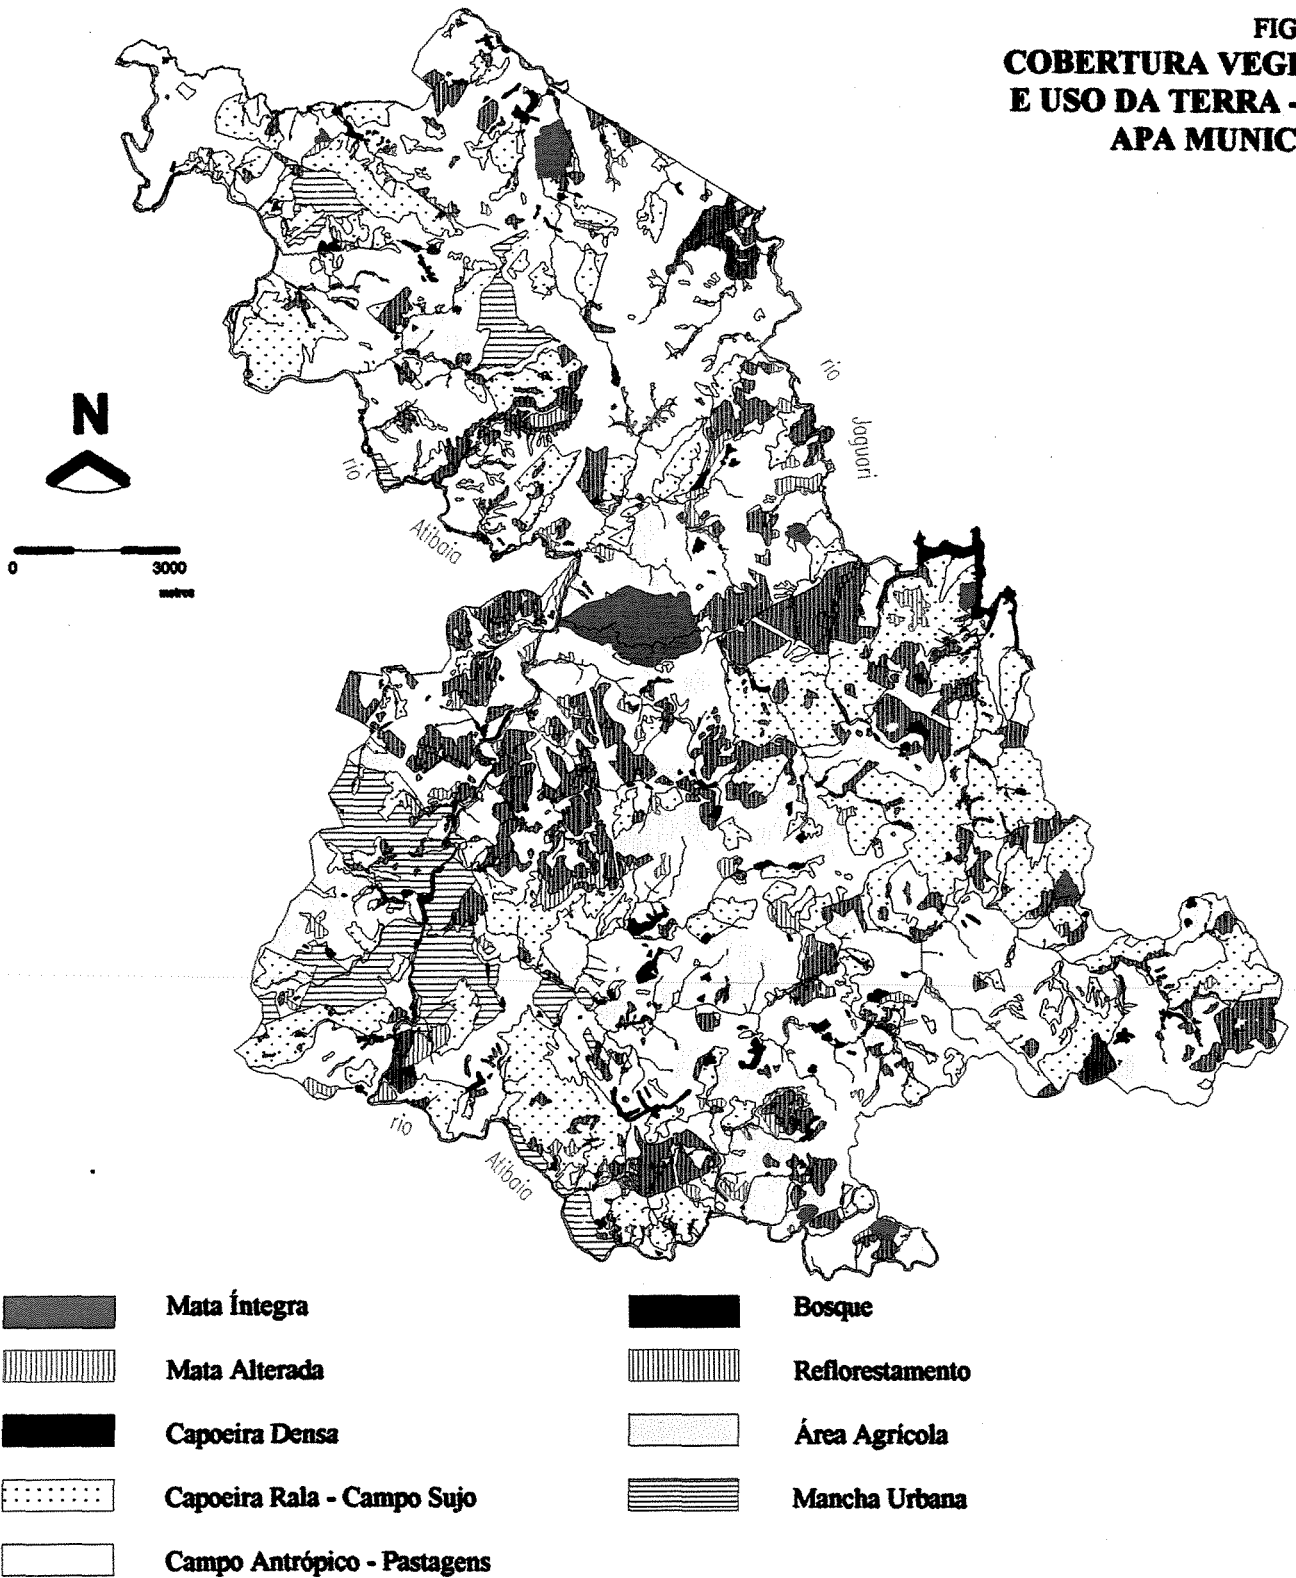 FIG
COBERTURA VEGE
E USO DA TERRA -
APA MUNIC
N
0 3000
metros
rio
Jaguari
rio
Atibaia
rio
Atibaia
Mata Íntegra
Mata Alterada
Capoeira Densa
Capoeira Rala - Campo Sujo
Campo Antrópico - Pastagens
Bosque
Reflorestamento
Área Agrícola
Mancha Urbana